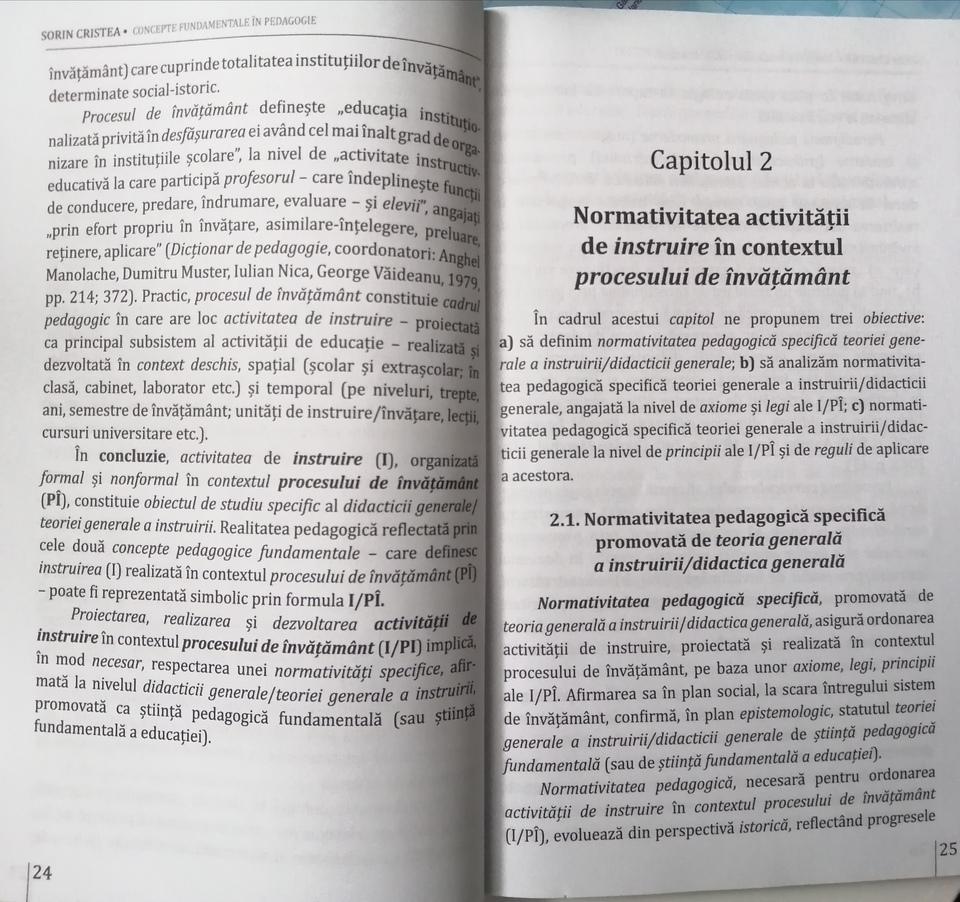 SORIN CRISTEA • CONCEPTE FUNDAMENTALE ÎN PEDAGOGIE
învățământ) care cuprinde totalitatea instituțiilor de învățământ”,
determinate social-istoric.
Procesul de învățământ definește „educația instituțio-
nalizată privită în desfășurarea ei având cel mai înalt grad de orga-
nizare în instituțiile școlare”, la nivel de „activitate instructiv-
educativă la care participă profesorul – care îndeplinește funcții
de conducere, predare, îndrumare, evaluare – și elevii”, angajați
„prin efort propriu în învățare, asimilare-înțelegere, preluare,
reținere, aplicare” (Dicționar de pedagogie, coordonatori: Anghel
Manolache, Dumitru Muster, Iulian Nica, George Văideanu, 1979,
pp. 214; 372). Practic, procesul de învățământ constituie cadrul
pedagogic în care are loc activitatea de instruire – proiectată
ca principal subsistem al activității de educație – realizată și
dezvoltată în context deschis, spațial (școlar și extrașcolar; în
clasă, cabinet, laborator etc.) și temporal (pe niveluri, trepte,
ani, semestre de învățământ; unități de instruire/învățare, lecții,
cursuri universitare etc.).
În concluzie, activitatea de instruire (I), organizată
formal și nonformal în contextul procesului de învățământ
(PÎ), constituie obiectul de studiu specific al didacticii generale/
teoriei generale a instruirii. Realitatea pedagogică reflectată prin
cele două concepte pedagogice fundamentale – care definesc
instruirea (I) realizată în contextul procesului de învățământ (PÎ)
– poate fi reprezentată simbolic prin formula I/PÎ.
Proiectarea, realizarea și dezvoltarea activității de
instruire în contextul procesului de învățământ (I/PI) implică,
în mod necesar, respectarea unei normativități specifice, afir-
mată la nivelul didacticii generale/teoriei generale a instruirii,
promovată ca știință pedagogică fundamentală (sau știință
fundamentală a educației).
24
Capitolul 2
Normativitatea activității
de instruire în contextul
procesului de învățământ
În cadrul acestui capitol ne propunem trei obiective:
a) să definim normativitatea pedagogică specifică teoriei gene-
rale a instruirii/didacticii generale; b) să analizăm normativita-
tea pedagogică specifică teoriei generale a instruirii/didacticii
generale, angajată la nivel de axiome și legi ale I/PÎ; c) normati-
vitatea pedagogică specifică teoriei generale a instruirii/didac-
ticii generale la nivel de principii ale I/PÎ și de reguli de aplicare
a acestora.
2.1. Normativitatea pedagogică specifică
promovată de teoria generală
a instruirii/didactica generală
Normativitatea pedagogică specifică, promovată de
teoria generală a instruirii/didactica generală, asigură ordonarea
activității de instruire, proiectată și realizată în contextul
procesului de învățământ, pe baza unor axiome, legi, principii
ale I/PÎ. Afirmarea sa în plan social, la scara întregului sistem
de învățământ, confirmă, în plan epistemologic, statutul teoriei
generale a instruirii/didacticii generale de știință pedagogică
fundamentală (sau de știință fundamentală a educației).
Normativitatea pedagogică, necesară pentru ordonarea
activității de instruire în contextul procesului de învățământ
(I/PÎ), evoluează din perspectivă istorică, reflectând progresele
25